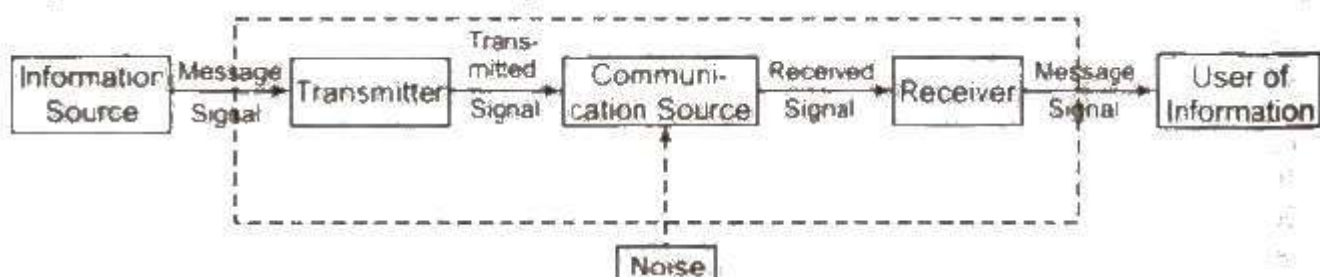 Information
Source
Message
Signal
Transmitter
Trans-
mitted
Signal
Communi-
cation Source
Received
Signal
Receiver
Message
Signal
User of
Information
Noise